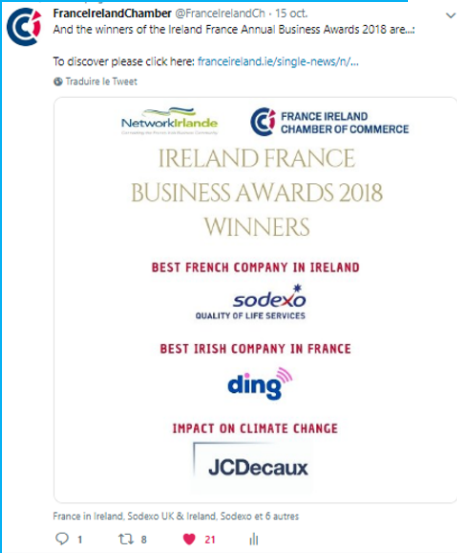 FranceIrelandChamber @FranceIrelandCh · 15 oct.
And the winners of the Ireland France Annual Business Awards 2018 are...:
To discover please click here: franceireland.ie/single-news/n/...
Traduire le Tweet
NetworkIrlande
FRANCE IRELAND
CHAMBER OF COMMERCE
IRELAND FRANCE
BUSINESS AWARDS 2018
WINNERS
BEST FRENCH COMPANY IN IRELAND
sodexo
QUALITY OF LIFE SERVICES
BEST IRISH COMPANY IN FRANCE
ding
IMPACT ON CLIMATE CHANGE
JCDecaux
France in Ireland, Sodexo UK & Ireland, Sodexo et 6 autres
1 8 21